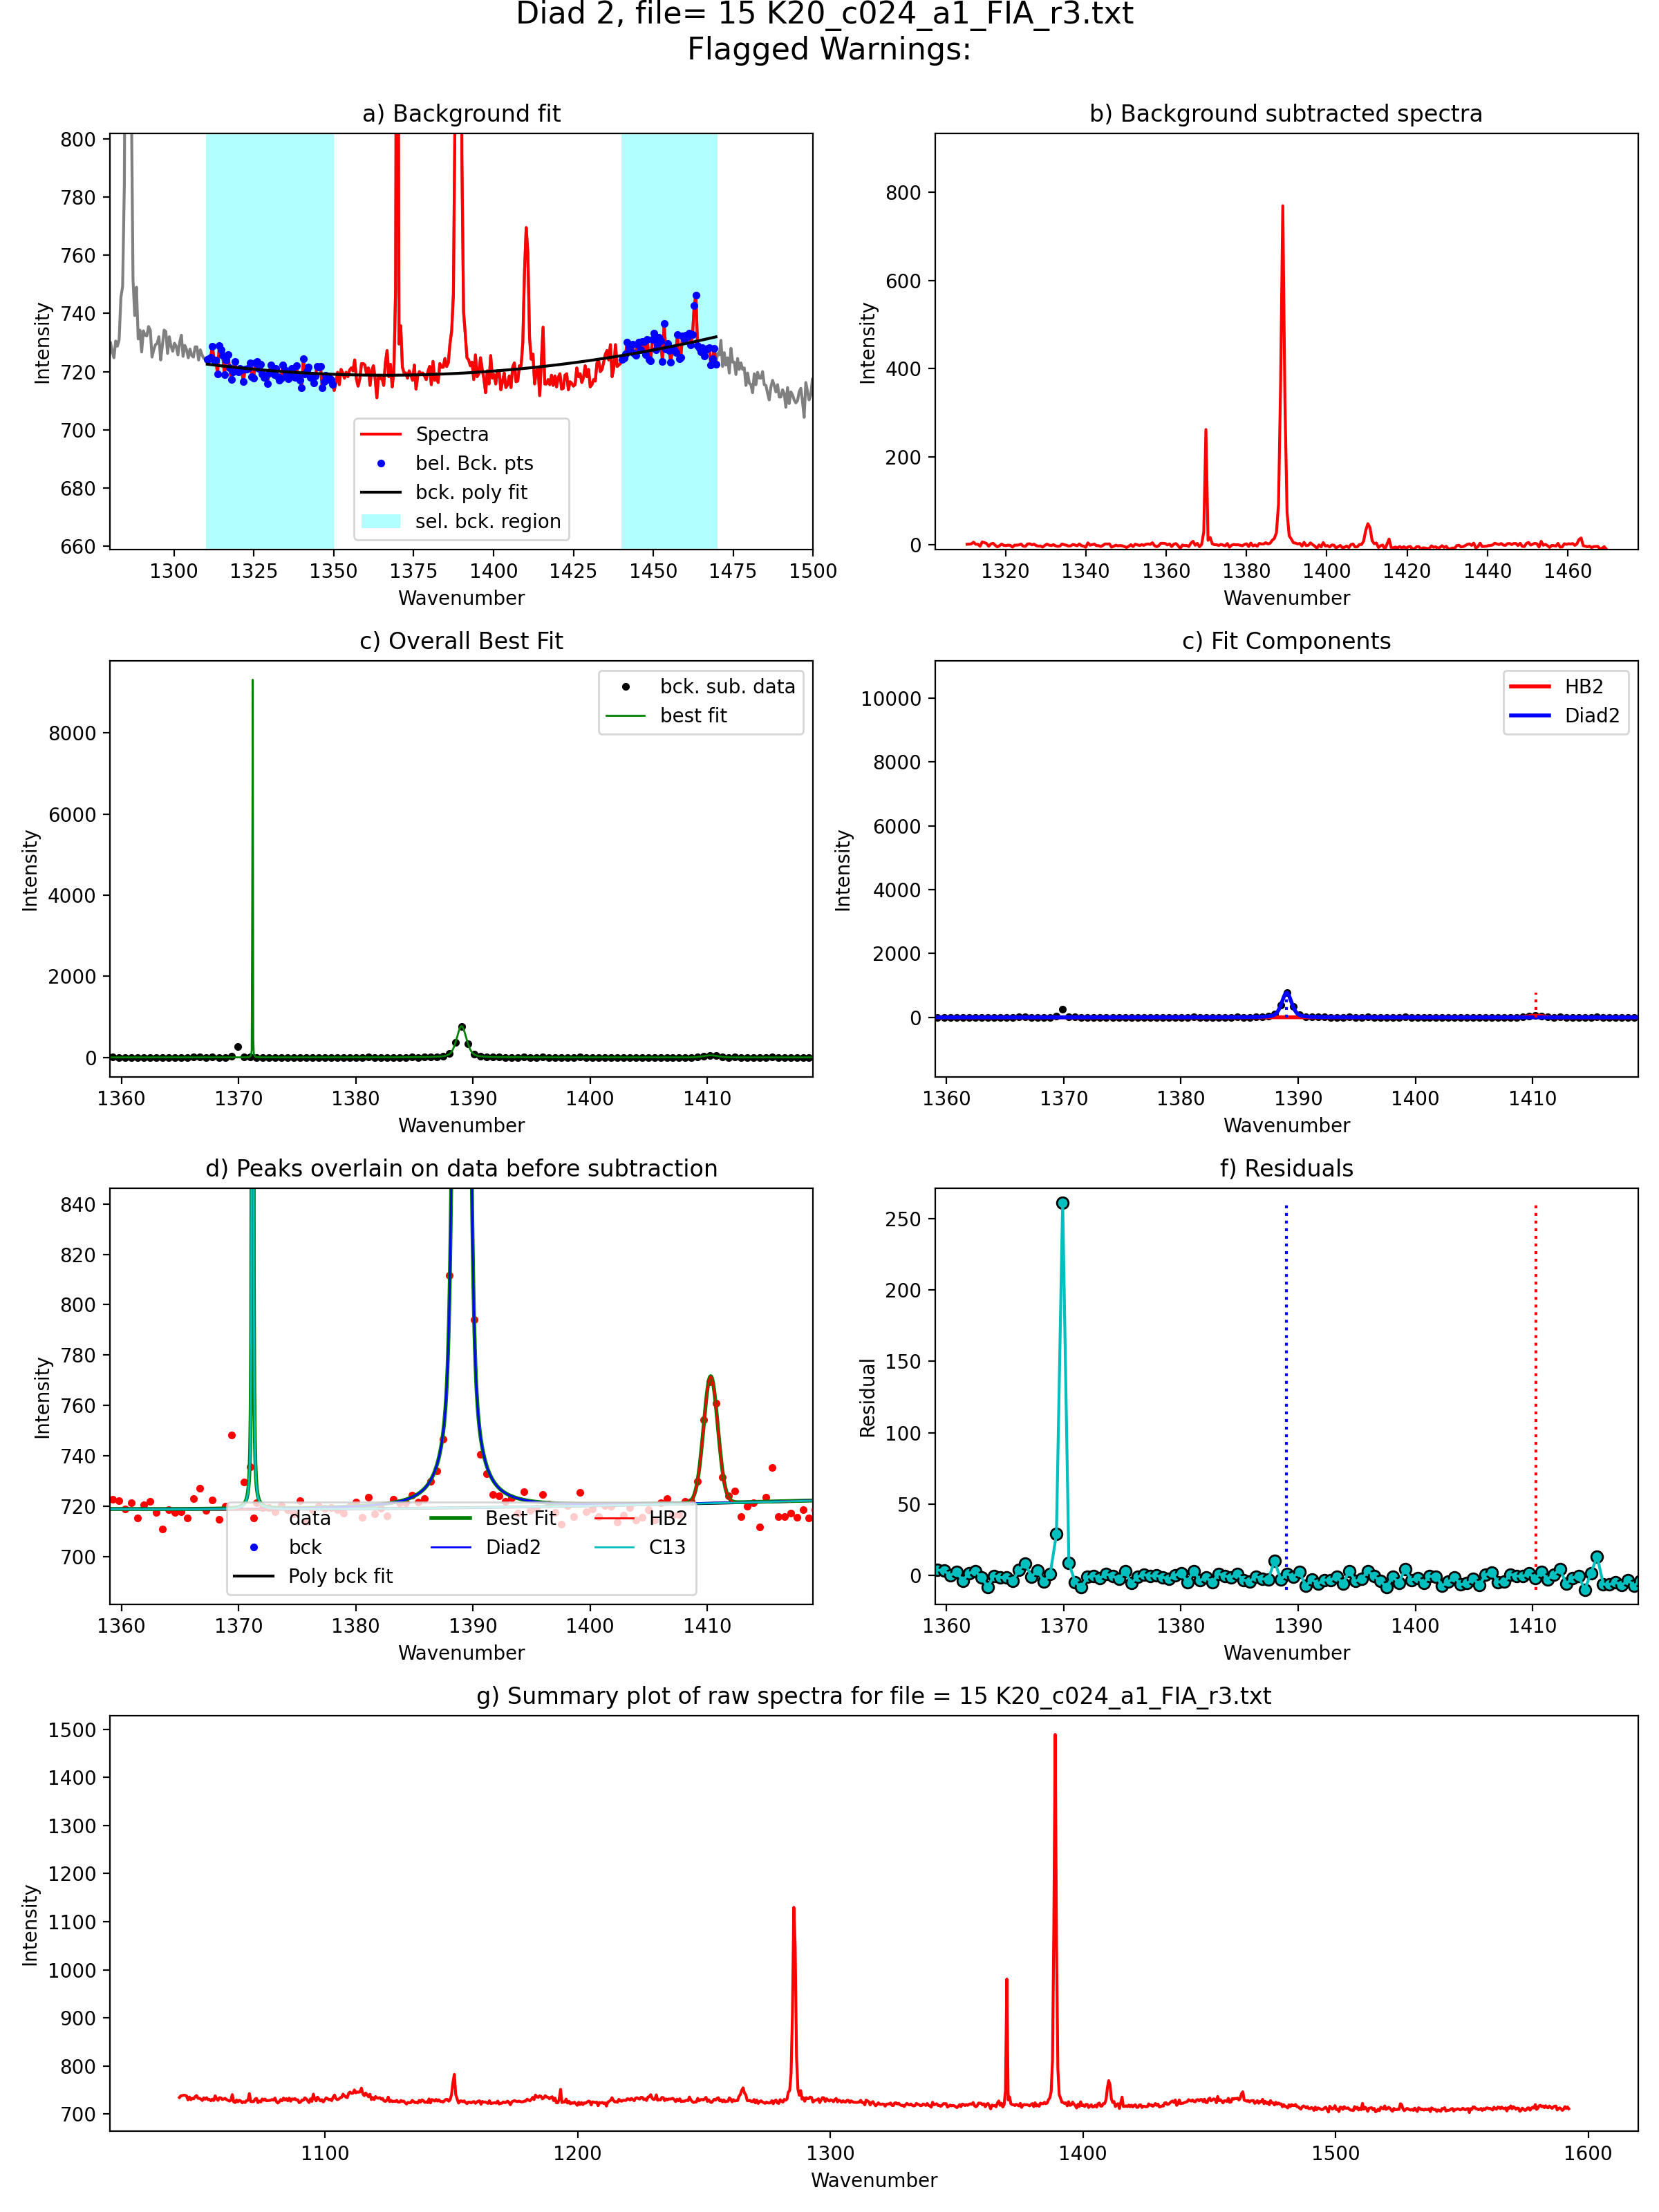 Diad 2, file= 15 K20_c024_a1_FIA_r3.txt
Flagged Warnings:
a) Background fit
800
780
760
740
720
700
680
660
Intensity
Spectra
bel. Bck. pts
bck. poly fit
sel. bck. region
1300 1325 1350 1375 1400 1425 1450 1475 1500
Wavenumber
b) Background subtracted spectra
800
600
400
200
0
Intensity
1320 1340 1360 1380 1400 1420 1440 1460
Wavenumber
c) Overall Best Fit
bck. sub. data
best fit
8000
6000
4000
2000
0
Intensity
1360 1370 1380 1390 1400 1410
Wavenumber
c) Fit Components
HB2
Diad2
10000
8000
6000
4000
2000
0
Intensity
1360 1370 1380 1390 1400 1410
Wavenumber
d) Peaks overlain on data before subtraction
840
820
800
780
760
740
720
700
Intensity
data Best Fit HB2
bck Diad2 C13
Poly bck fit
1360 1370 1380 1390 1400 1410
Wavenumber
f) Residuals
250
200
150
100
50
0
Residual
1360 1370 1380 1390 1400 1410
Wavenumber
g) Summary plot of raw spectra for file = 15 K20_c024_a1_FIA_r3.txt
1500
1400
1300
1200
1100
1000
900
800
700
Intensity
1100 1200 1300 1400 1500 1600
Wavenumber